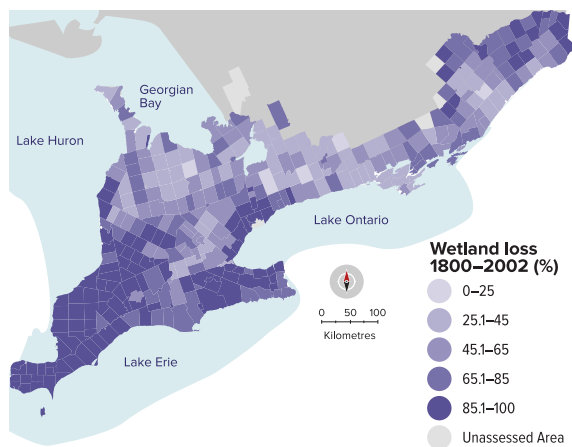 Georgian
Bay
Lake Huron
Lake Ontario
Lake Erie
0 50 100
Kilometres
Wetland loss
1800–2002 (%)
0–25
25.1–45
45.1–65
65.1–85
85.1–100
Unassessed Area